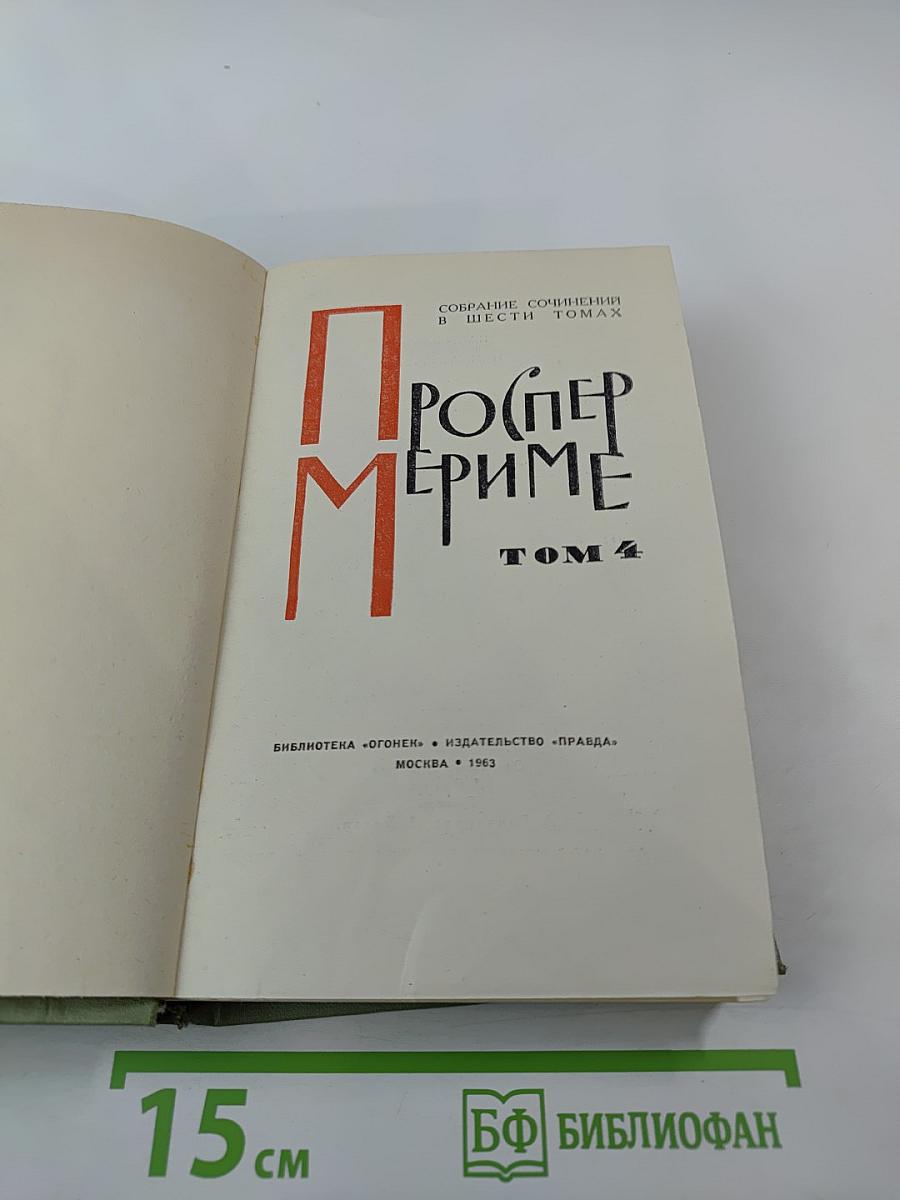 СОБРАНИЕ СОЧИНЕНИЙ
В ШЕСТИ ТОМАХ
ПРОСПЕР
МЕРИМЕ
ТОМ 4
БИБЛИОТЕКА «ОГОНЕК» • ИЗДАТЕЛЬСТВО «ПРАВДА»
МОСКВА • 1963
15 см
БФ БИБЛИОФАН